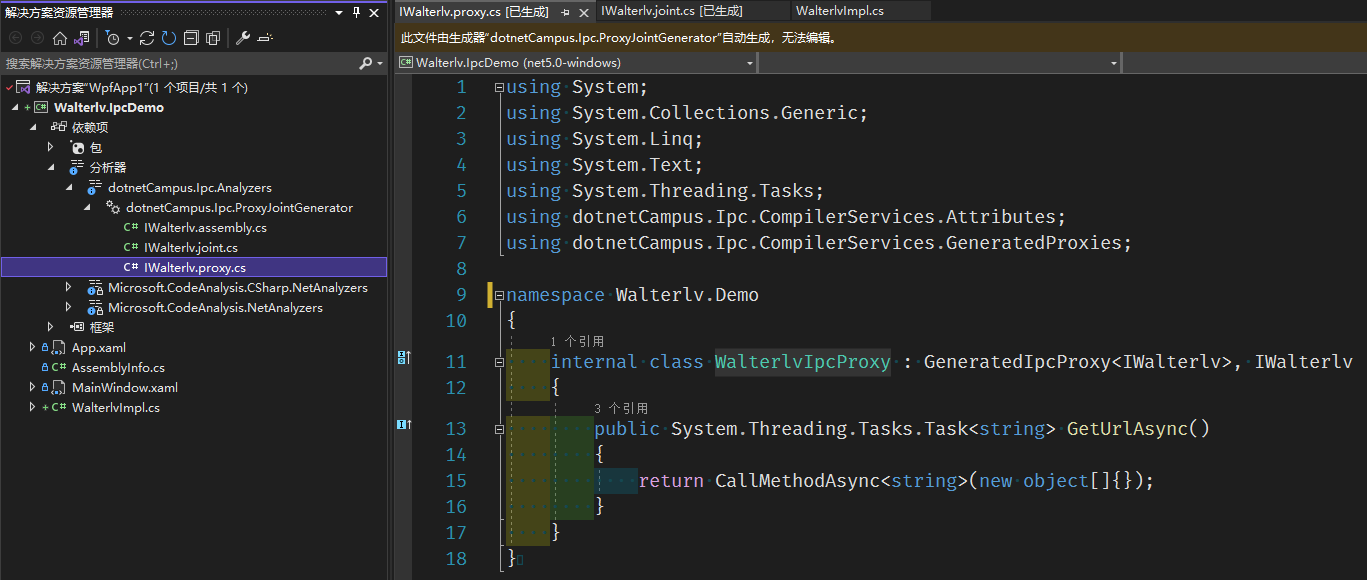 解决方案资源管理器
搜索解决方案资源管理器(Ctrl+;)
解决方案"WpfApp1"(1 个项目/共 1 个)
Walterlv.IpcDemo
依赖项
包
分析器
dotnetCampus.Ipc.Analyzers
dotnetCampus.Ipc.ProxyJointGenerator
C# IWalterlv.assembly.cs
C# IWalterlv.joint.cs
C# IWalterlv.proxy.cs
Microsoft.CodeAnalysis.CSharp.NetAnalyzers
Microsoft.CodeAnalysis.NetAnalyzers
框架
App.xaml
C# AssemblyInfo.cs
MainWindow.xaml
+C# WalterlvImpl.cs
IWalterlv.proxy.cs [已生成]
IWalterlv.joint.cs [已生成]
WalterlvImpl.cs
此文件由生成器"dotnetCampus.Ipc.ProxyJointGenerator"自动生成，无法编辑。
C# Walterlv.IpcDemo (net5.0-windows)
1 using System;
2 using System.Collections.Generic;
3 using System.Linq;
4 using System.Text;
5 using System.Threading.Tasks;
6 using dotnetCampus.Ipc.CompilerServices.Attributes;
7 using dotnetCampus.Ipc.CompilerServices.GeneratedProxies;
8
9 namespace Walterlv.Demo
10 {
1 个引用
11 internal class WalterlvIpcProxy : GeneratedIpcProxy<IWalterlv>, IWalterlv
12 {
3 个引用
13 public System.Threading.Tasks.Task<string> GetUrlAsync()
14 {
15 return CallMethodAsync<string>(new object[]{});
16 }
17 }
18 }